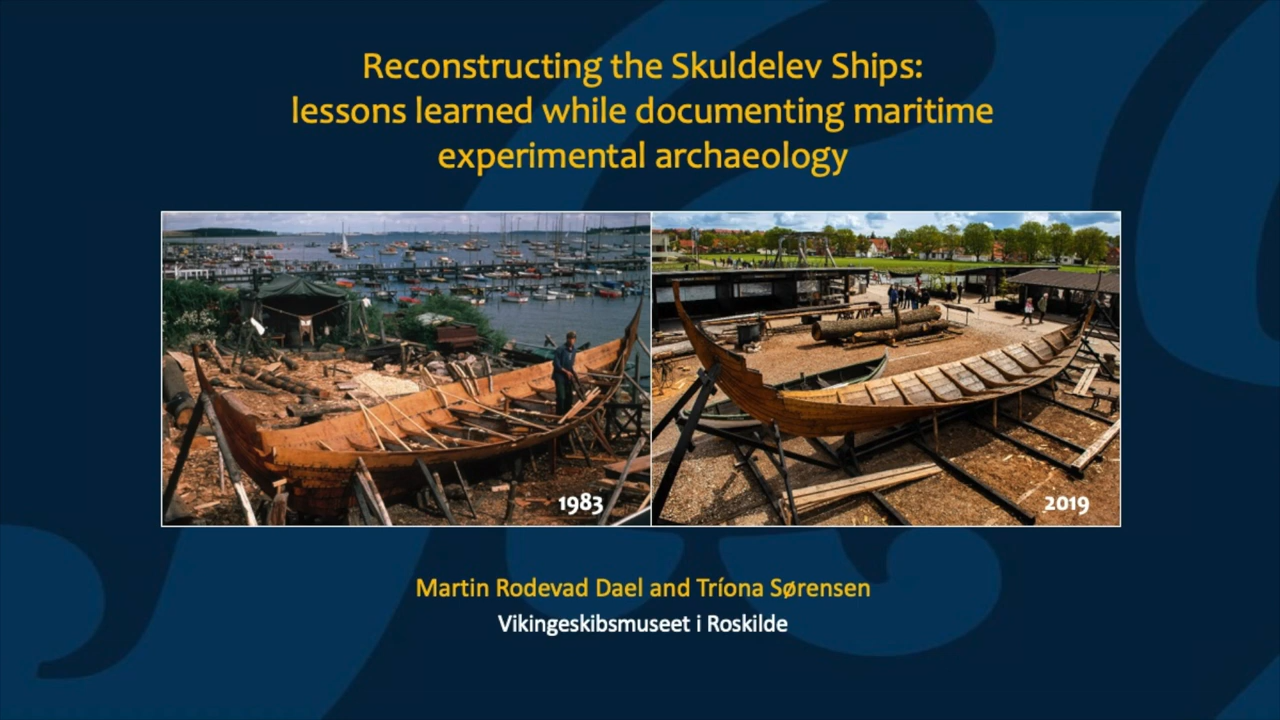 Reconstructing the Skuldelev Ships:
lessons learned while documenting maritime
experimental archaeology
1983
2019
Martin Rodevad Dael and Tríona Sørensen
Vikingeskibsmuseet i Roskilde